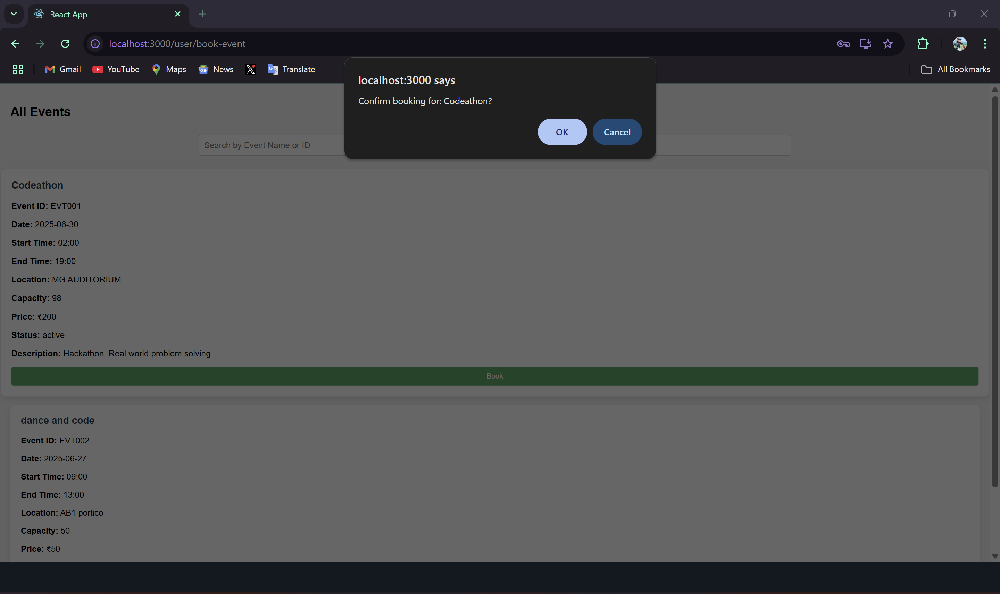 React App
localhost:3000/user/book-event
Gmail YouTube Maps News Translate All Bookmarks
localhost:3000 says
Confirm booking for: Codeathon?
OK Cancel
All Events
Search by Event Name or ID
Codeathon
Event ID: EVT001
Date: 2025-06-30
Start Time: 02:00
End Time: 19:00
Location: MG AUDITORIUM
Capacity: 98
Price: ₹200
Status: active
Description: Hackathon. Real world problem solving.
Book
dance and code
Event ID: EVT002
Date: 2025-06-27
Start Time: 09:00
End Time: 13:00
Location: AB1 portico
Capacity: 50
Price: ₹50